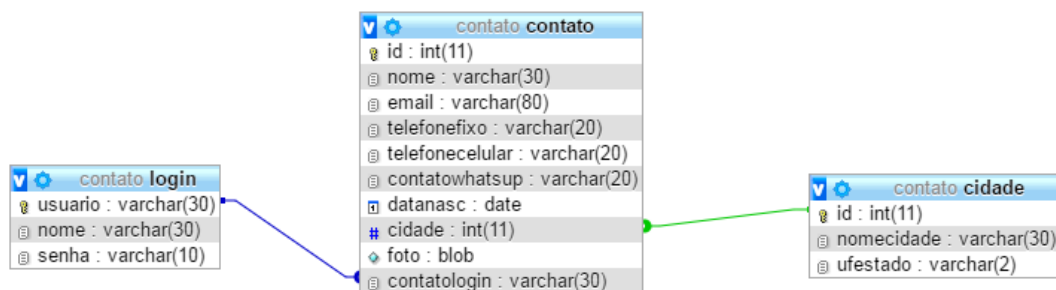 contato login
usuario : varchar(30)
nome : varchar(30)
senha : varchar(10)
contato contato
id : int(11)
nome : varchar(30)
email : varchar(80)
telefonefixo : varchar(20)
telefonecelular : varchar(20)
contatowhatsup : varchar(20)
datanasc : date
# cidade : int(11)
foto : blob
contatologin : varchar(30)
contato cidade
id : int(11)
nomecidade : varchar(30)
ufestado : varchar(2)